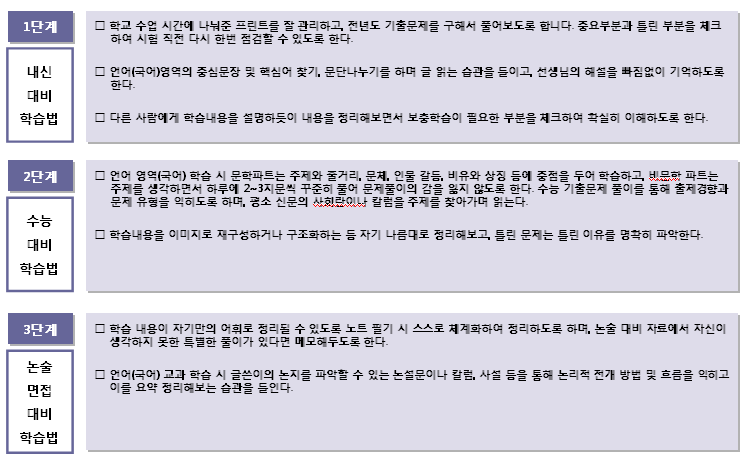 1단계
내신
대비
학습법
□ 학교 수업 시간에 나눠준 프린트를 잘 관리하고, 전년도 기출문제를 구해서 풀어보도록 합니다. 중요부분과 틀린 부분을 체크
하여 시험 직전 다시 한번 점검할 수 있도록 한다.
□ 언어(국어)영역의 중심문장 및 핵심어 찾기, 문단나누기를 하며 글 읽는 습관을 들이고, 선생님의 해설을 빠짐없이 기억하도록
한다.
□ 다른 사람에게 학습내용을 설명하듯이 내용을 정리해보면서 보충학습이 필요한 부분을 체크하여 확실히 이해하도록 한다.
2단계
수능
대비
학습법
□ 언어 영역(국어) 학습 시 문학파트는 주제와 줄거리, 문체, 인물 갈등, 비유와 상징 등에 중점을 두어 학습하고, 비문학 파트는
주제를 생각하면서 하루에 2~3지문씩 꾸준히 풀어 문제풀이의 감을 잃지 않도록 한다. 수능 기출문제 풀이를 통해 출제경향과
문제 유형을 익히도록 하며, 평소 신문의 사회란이나 칼럼을 주제를 찾아가며 읽는다.
□ 학습내용을 이미지로 재구성하거나 구조화하는 등 자기 나름대로 정리해보고, 틀린 문제는 틀린 이유를 명확히 파악한다.
3단계
논술
면접
대비
학습법
□ 학습 내용이 자기만의 어휘로 정리될 수 있도록 노트 필기 시 스스로 체계화하여 정리하도록 하며, 논술 대비 자료에서 자신이
생각하지 못한 특별한 풀이가 있다면 메모해두도록 한다.
□ 언어(국어) 교과 학습 시 글쓴이의 논지를 파악할 수 있는 논설문이나 칼럼, 사설 등을 통해 논리적 전개 방법 및 흐름을 익히고
이를 요약 정리해보는 습관을 들인다.